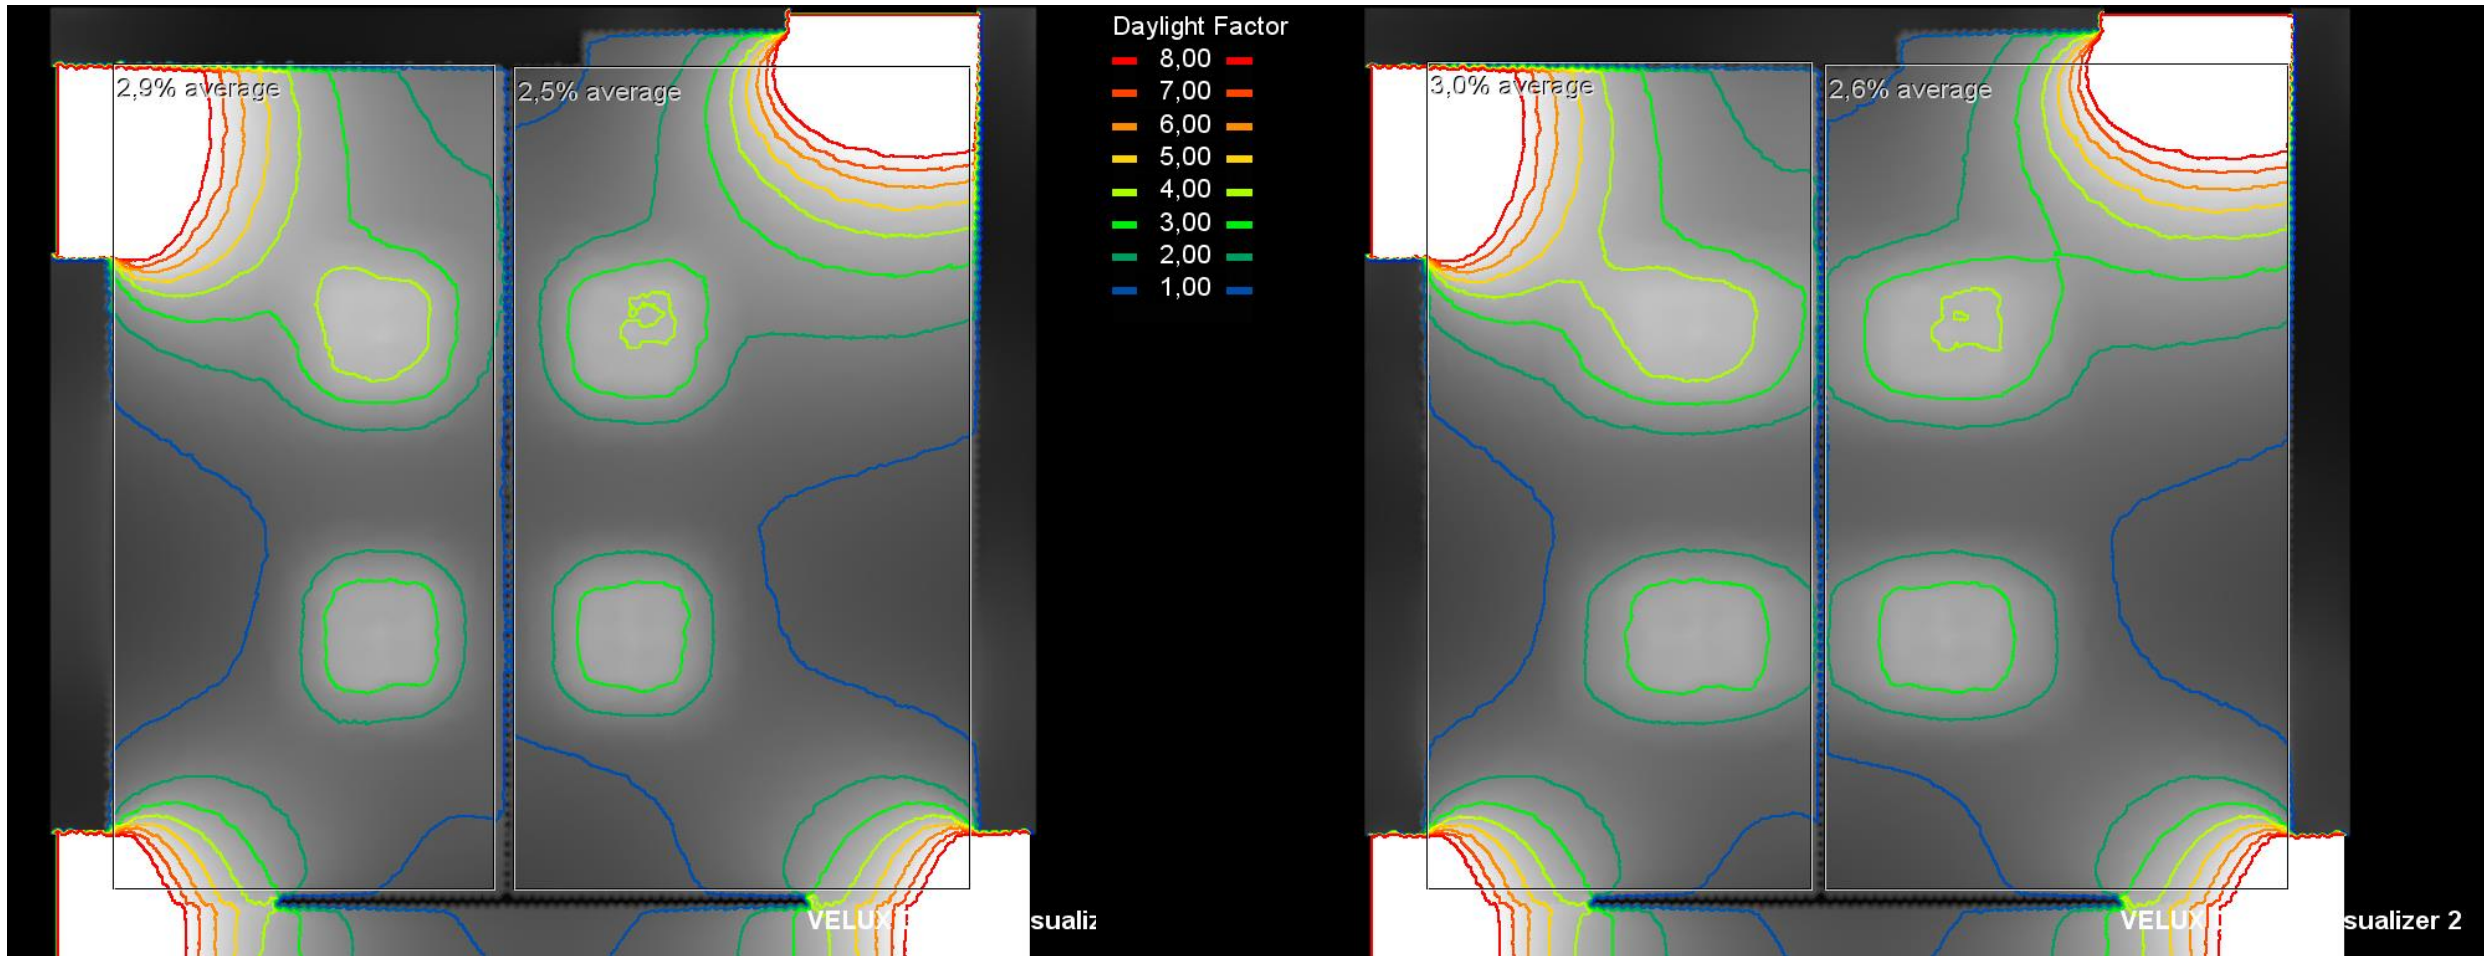 2,9% average
2,5% average
Daylight Factor
8,00
7,00
6,00
5,00
4,00
3,00
2,00
1,00
3,0% average
2,6% average
VELUX sualiz
VELUX sualizer 2